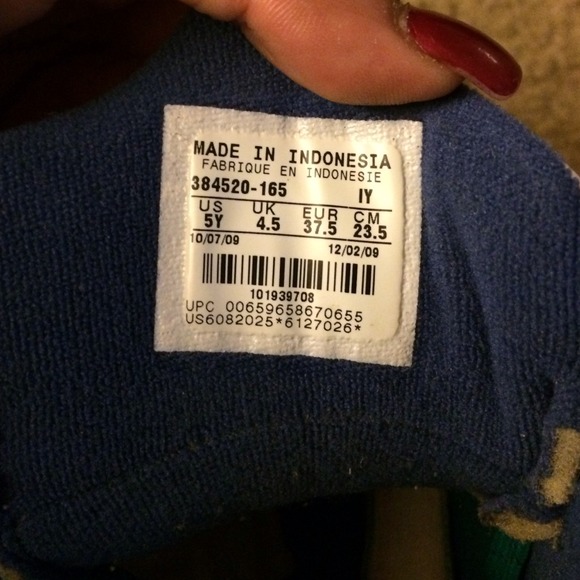 MADE IN INDONESIA
FABRIQUE EN INDONESIE
384520-165 IY
US UK EUR CM
5Y 4.5 37.5 23.5
10/07/09 12/02/09
101939708
UPC 00659658670655
US6082025*6127026*